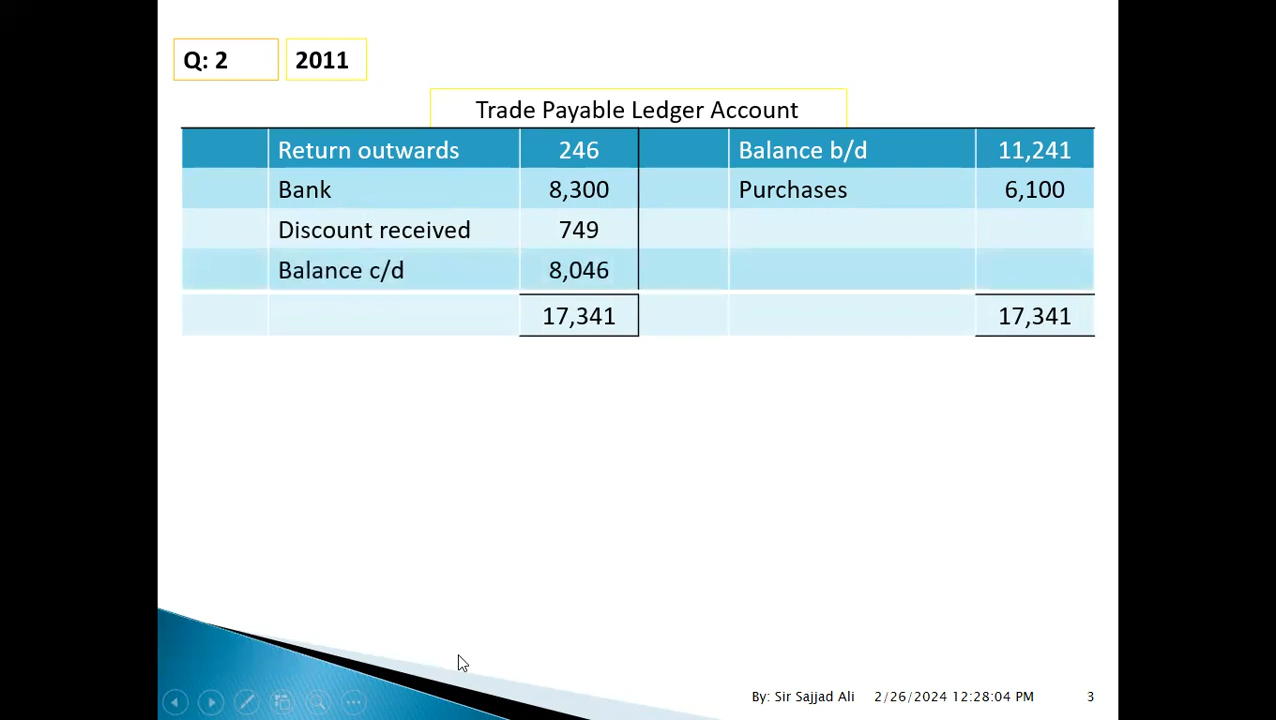 Q: 2 2011
Trade Payable Ledger Account
Return outwards 246 Balance b/d 11,241
Bank 8,300 Purchases 6,100
Discount received 749
Balance c/d 8,046
17,341 17,341
By: Sir Sajjad Ali 2/26/2024 12:28:04 PM 3